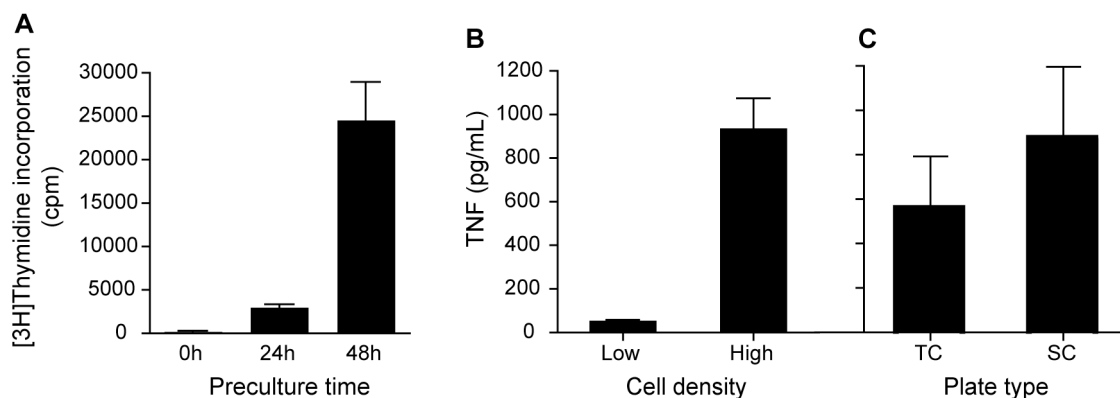 A
[3H]Thymidine incorporation
(cpm)
30000
25000
20000
15000
10000
5000
0
0h 24h 48h
Preculture time
B
TNF (pg/mL)
1200
1000
800
600
400
200
0
Low High
Cell density
C
TC SC
Plate type